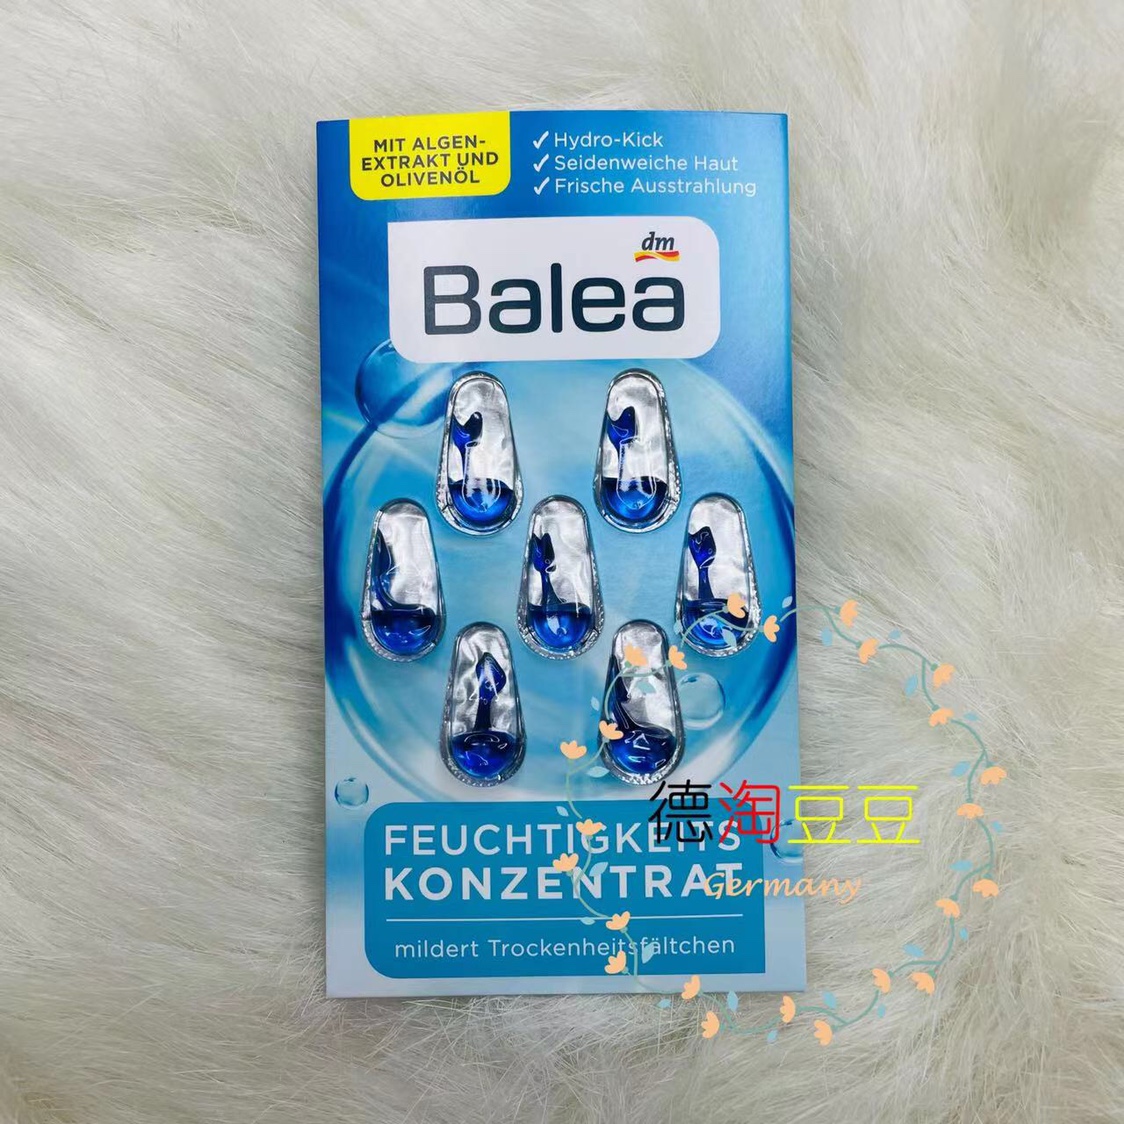 MIT ALGEN-
EXTRAKT UND
OLIVENÖL
✓ Hydro-Kick
✓ Seidenweiche Haut
✓ Frische Ausstrahlung
dm
Balea
德淘豆豆
FEUCHTIGKEITS
KONZENTRAT
Germany
mildert Trockenheitsfältchen